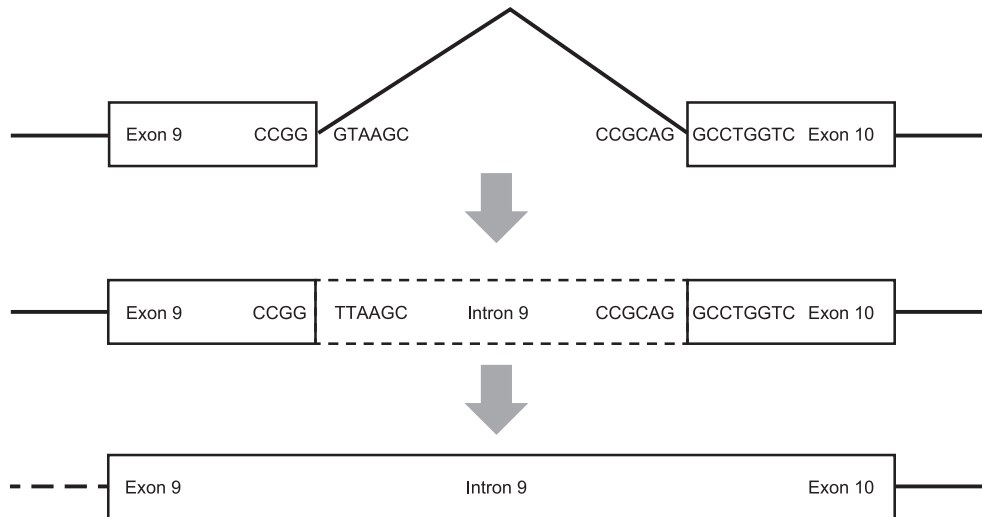 Exon 9 CCGG GTAAGC CCGCAG GCCTGGTC Exon 10
Exon 9 CCGG TTAAGC Intron 9 CCGCAG GCCTGGTC Exon 10
Exon 9 Intron 9 Exon 10